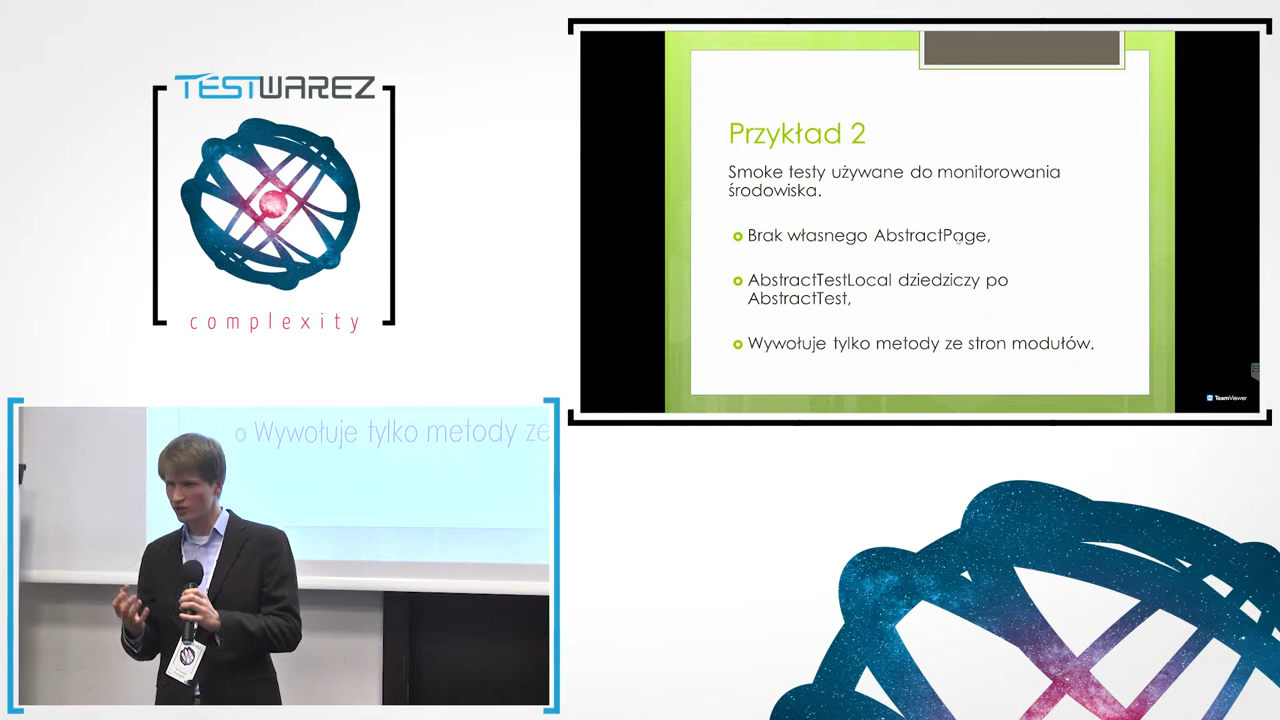 TESTWAREZ
complexity
Przykład 2
Smoke testy używane do monitorowania
środowiska.
Brak własnego AbstractPage,
AbstractTestLocal dziedziczy po
AbstractTest,
Wywołuje tylko metody ze stron modułów.
TeamViewer
Wywołuje tylko metody ze